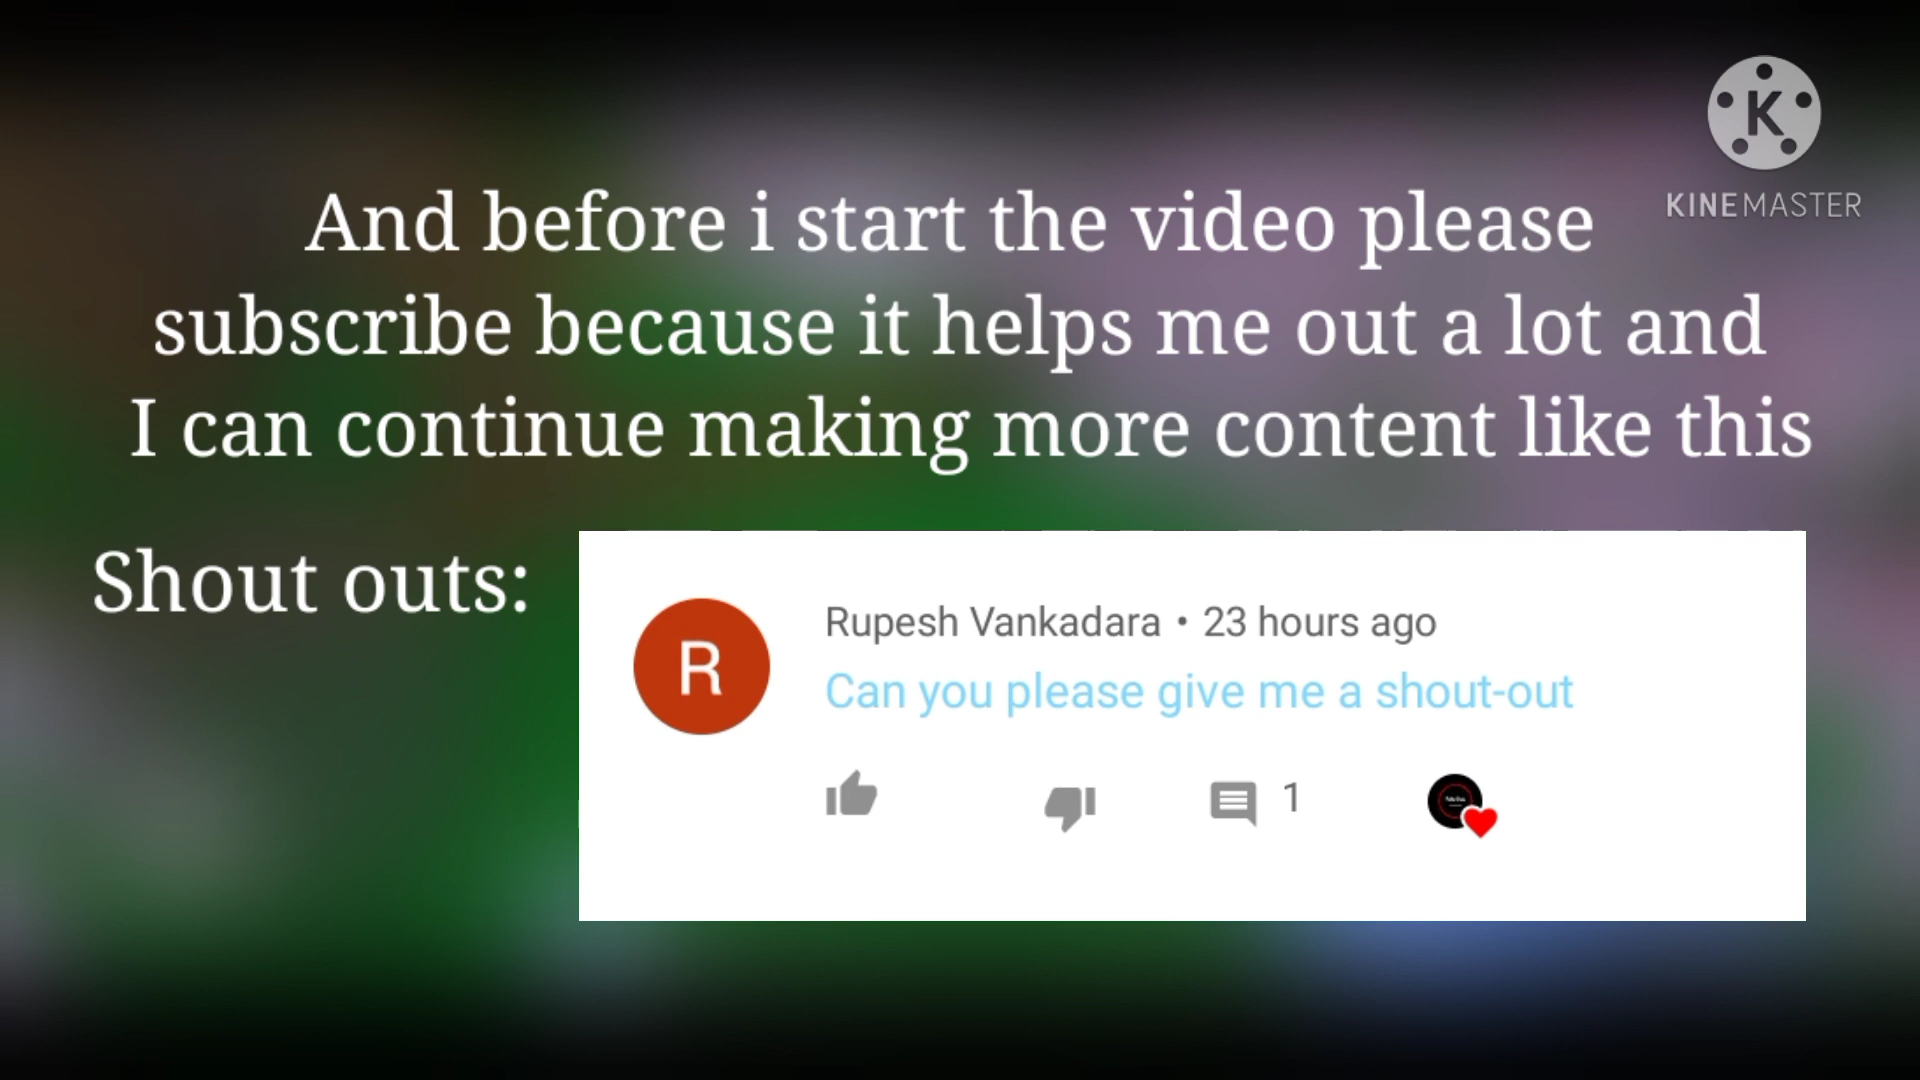 K
KINEMASTER
And before i start the video please
subscribe because it helps me out a lot and
I can continue making more content like this
Shout outs:
R
Rupesh Vankadara • 23 hours ago
Can you please give me a shout-out
1